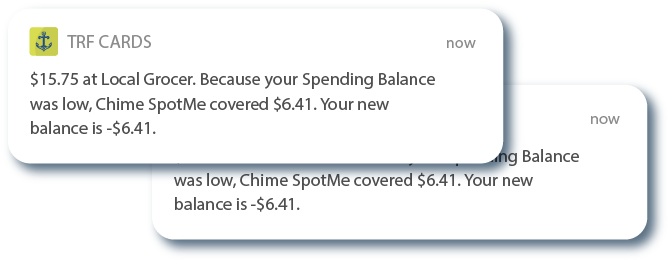 TRF CARDS
now
$15.75 at Local Grocer. Because your Spending Balance
was low, Chime SpotMe covered $6.41. Your new
balance is -$6.41.
now
Balance
was low, Chime SpotMe covered $6.41. Your new
balance is -$6.41.